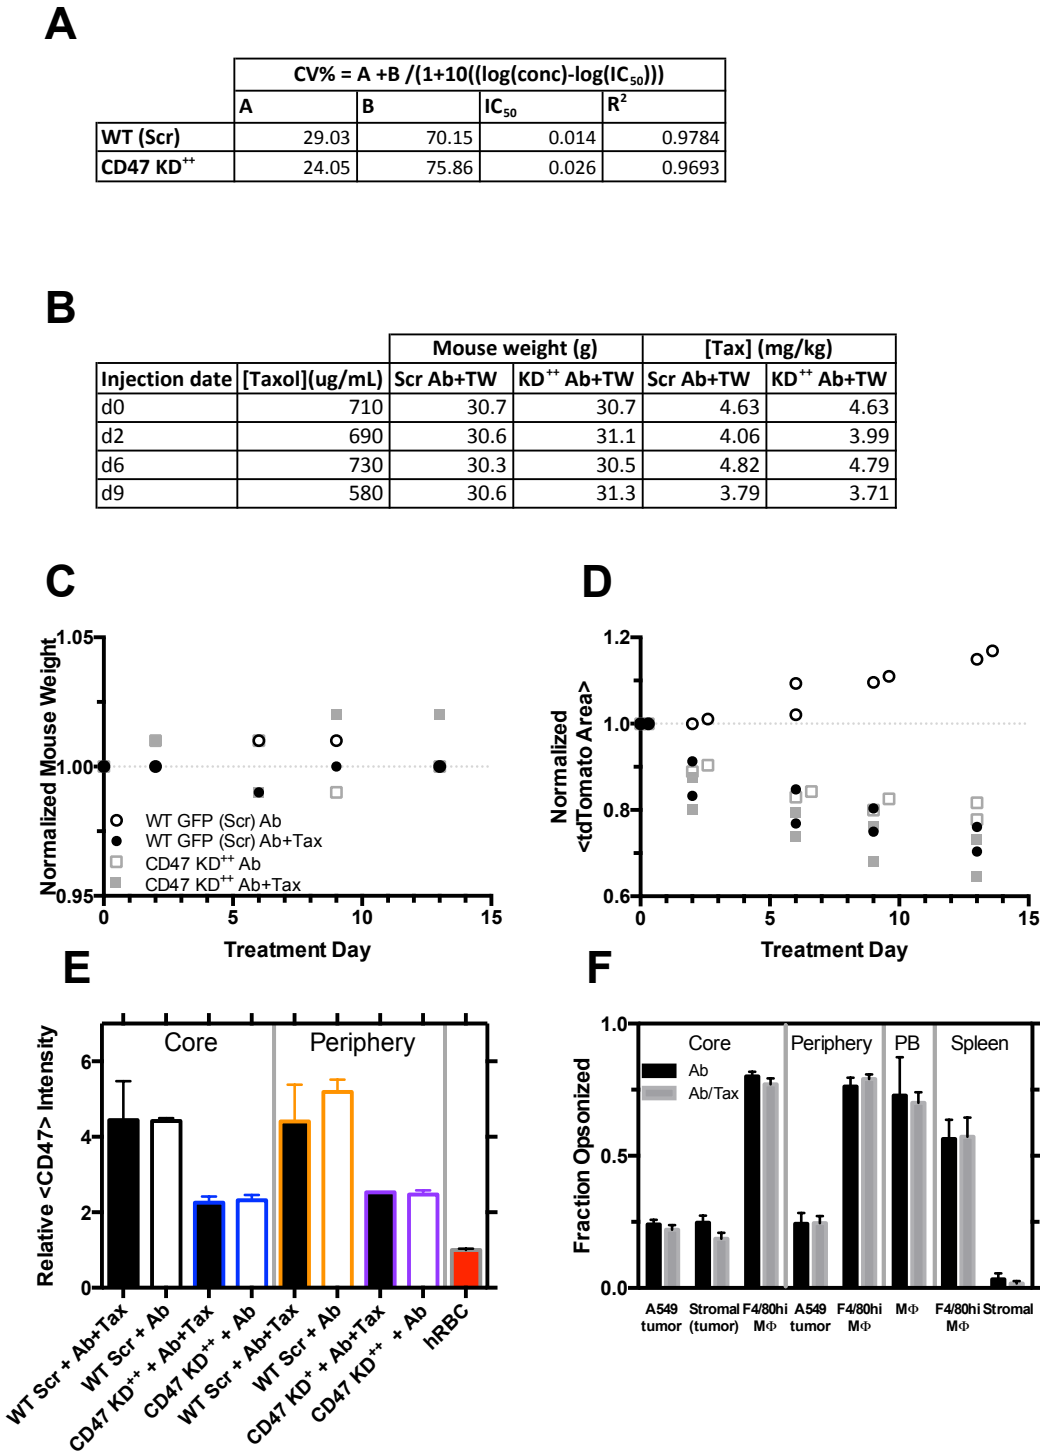 A
CV% = A +B /(1+10((log(conc)-log(IC50)))
A B IC50 R2
WT (Scr) 29.03 70.15 0.014 0.9784
CD47 KD++ 24.05 75.86 0.026 0.9693
B
Mouse weight (g) [Tax] (mg/kg)
Injection date [Taxol](ug/mL) Scr Ab+TW KD++ Ab+TW Scr Ab+TW KD++ Ab+TW
d0 710 30.7 30.7 4.63 4.63
d2 690 30.6 31.1 4.06 3.99
d6 730 30.3 30.5 4.82 4.79
d9 580 30.6 31.3 3.79 3.71
C
Normalized Mouse Weight
1.05
1.00
0.95
WT GFP (Scr) Ab
WT GFP (Scr) Ab+Tax
CD47 KD++ Ab
CD47 KD++ Ab+Tax
0 5 10 15
Treatment Day
D
Normalized
<tdTomato Area>
1.2
1.0
0.8
0.6
0 5 10 15
Treatment Day
E
Relative <CD47> Intensity
6
4
2
0
Core Periphery
WT Scr + Ab+Tax
WT Scr + Ab
CD47 KD++ + Ab+Tax
CD47 KD++ + Ab
WT Scr + Ab+Tax
WT Scr + Ab
CD47 KD+ + Ab+Tax
CD47 KD++ + Ab
hRBC
F
Fraction Opsonized
1.0
0.5
0.0
Core Periphery PB Spleen
Ab
Ab/Tax
A549 Stromal F4/80hi A549 F4/80hi MΦ F4/80hi Stromal
tumor (tumor) MΦ tumor MΦ MΦ